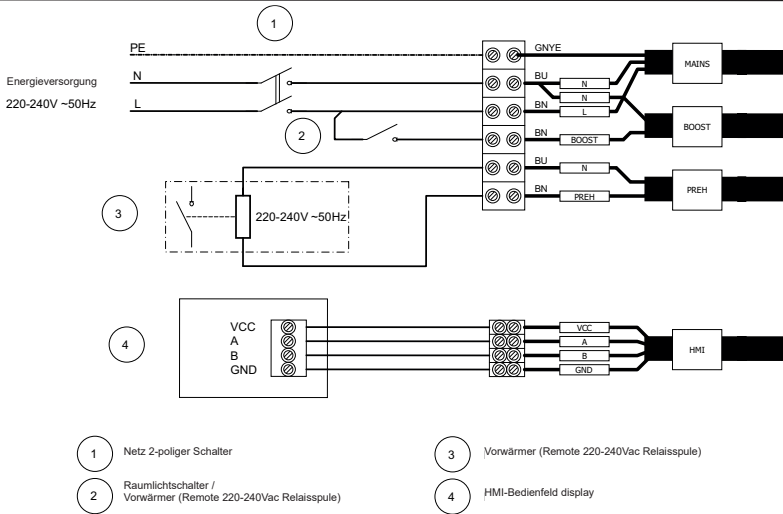 1
PE
GNYE
MAINS
Energieversorgung
N
BU
N
N
220-240V ~50Hz
L
BN
L
2
BN
BOOST
BOOST
BU
N
PREH
3
220-240V ~50Hz
BN
PREH
4
VCC
VCC
A
A
HMI
B
B
GND
GND
1
Netz 2-poliger Schalter
3
Vorwärmer (Remote 220-240Vac Relaisspule)
2
Raumlichtschalter /
Vorwärmer (Remote 220-240Vac Relaisspule)
4
HMI-Bedienfeld display